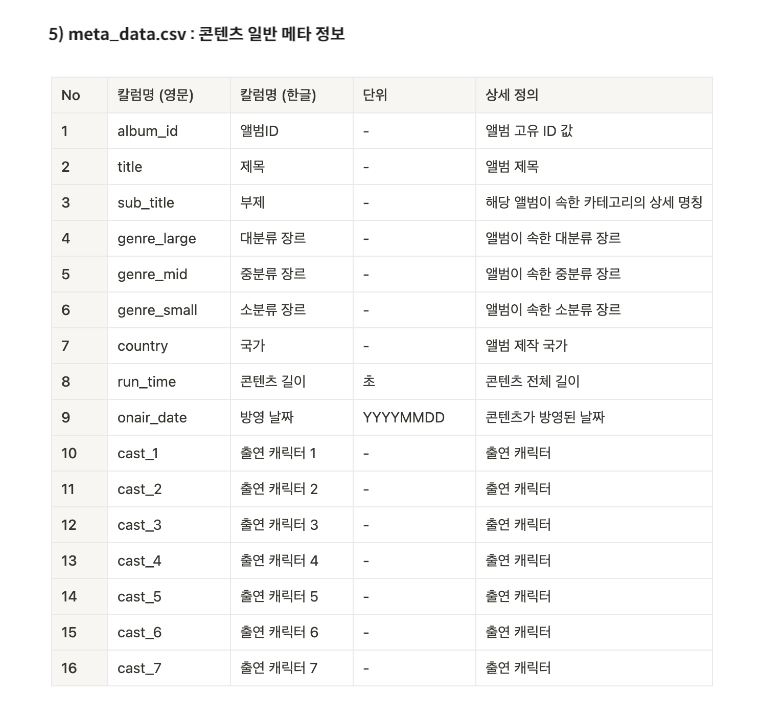 5) meta_data.csv : 콘텐츠 일반 메타 정보
No 칼럼명 (영문) 칼럼명 (한글) 단위 상세 정의
1 album_id 앨범ID - 앨범 고유 ID 값
2 title 제목 - 앨범 제목
3 sub_title 부제 - 해당 앨범이 속한 카테고리의 상세 명칭
4 genre_large 대분류 장르 - 앨범이 속한 대분류 장르
5 genre_mid 중분류 장르 - 앨범이 속한 중분류 장르
6 genre_small 소분류 장르 - 앨범이 속한 소분류 장르
7 country 국가 - 앨범 제작 국가
8 run_time 콘텐츠 길이 초 콘텐츠 전체 길이
9 onair_date 방영 날짜 YYYYMMDD 콘텐츠가 방영된 날짜
10 cast_1 출연 캐릭터 1 - 출연 캐릭터
11 cast_2 출연 캐릭터 2 - 출연 캐릭터
12 cast_3 출연 캐릭터 3 - 출연 캐릭터
13 cast_4 출연 캐릭터 4 - 출연 캐릭터
14 cast_5 출연 캐릭터 5 - 출연 캐릭터
15 cast_6 출연 캐릭터 6 - 출연 캐릭터
16 cast_7 출연 캐릭터 7 - 출연 캐릭터